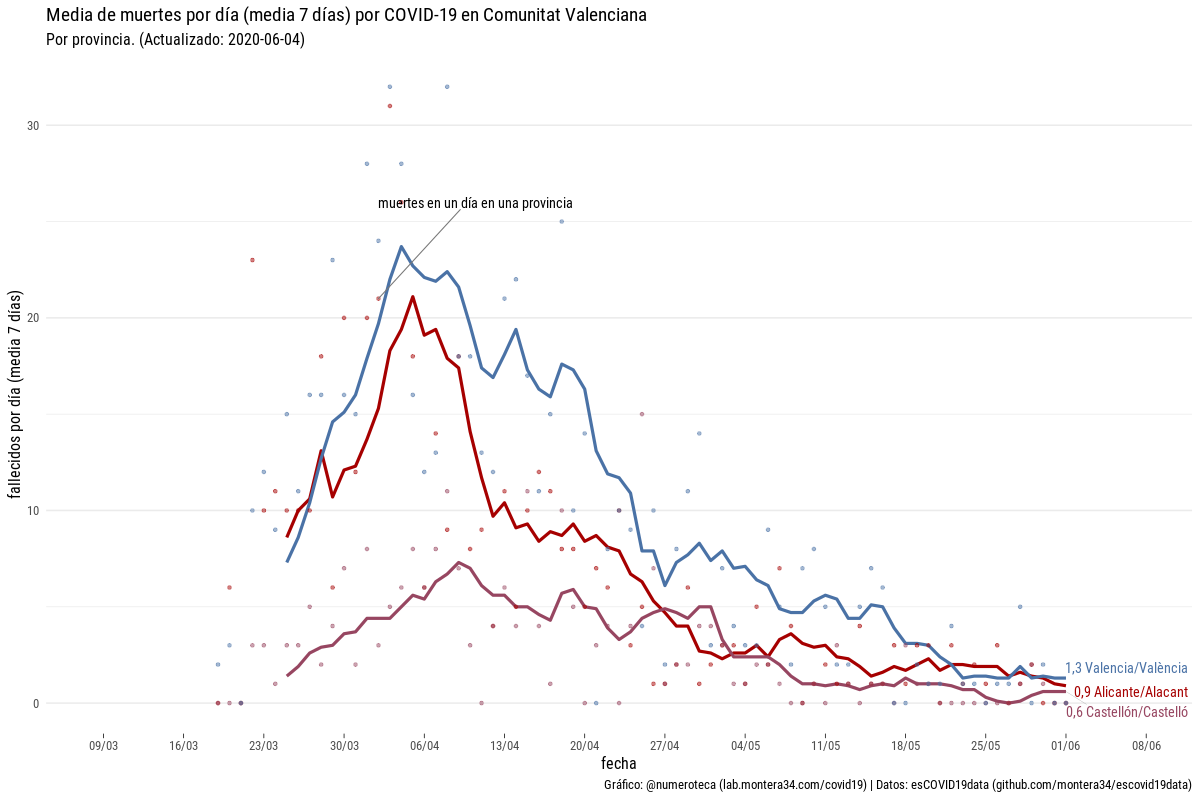 Media de muertes por día (media 7 días) por COVID-19 en Comunitat Valenciana
Por provincia. (Actualizado: 2020-06-04)
fallecidos por día (media 7 días)
30
20
10
0
muertes en un día en una provincia
1,3 Valencia/València
0,9 Alicante/Alacant
0,6 Castellón/Castelló
09/03
16/03
23/03
30/03
06/04
13/04
20/04
27/04
04/05
11/05
18/05
25/05
01/06
08/06
fecha
Gráfico: @numeroteca (lab.montera34.com/covid19) | Datos: esCOVID19data (github.com/montera34/escovid19data)